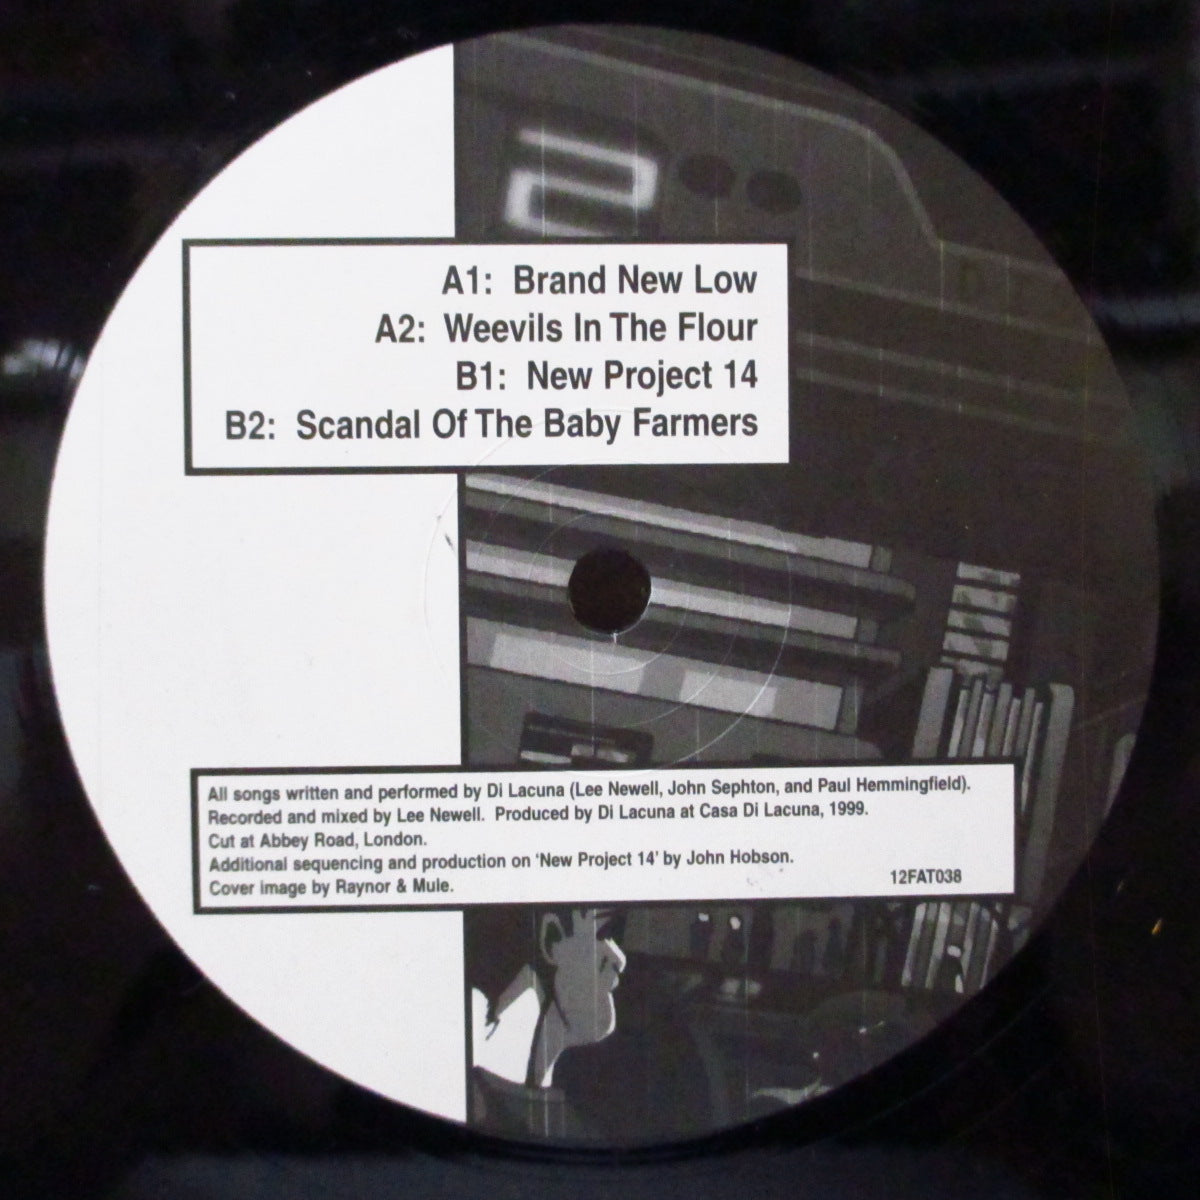 2
A1: Brand New Low
A2: Weevils In The Flour
B1: New Project 14
B2: Scandal Of The Baby Farmers
All songs written and performed by Di Lacuna (Lee Newell, John Sephton, and Paul Hemmingfield).
Recorded and mixed by Lee Newell. Produced by Di Lacuna at Casa Di Lacuna, 1999.
Cut at Abbey Road, London.
Additional sequencing and production on 'New Project 14' by John Hobson.
Cover image by Raynor & Mule.
12FAT038